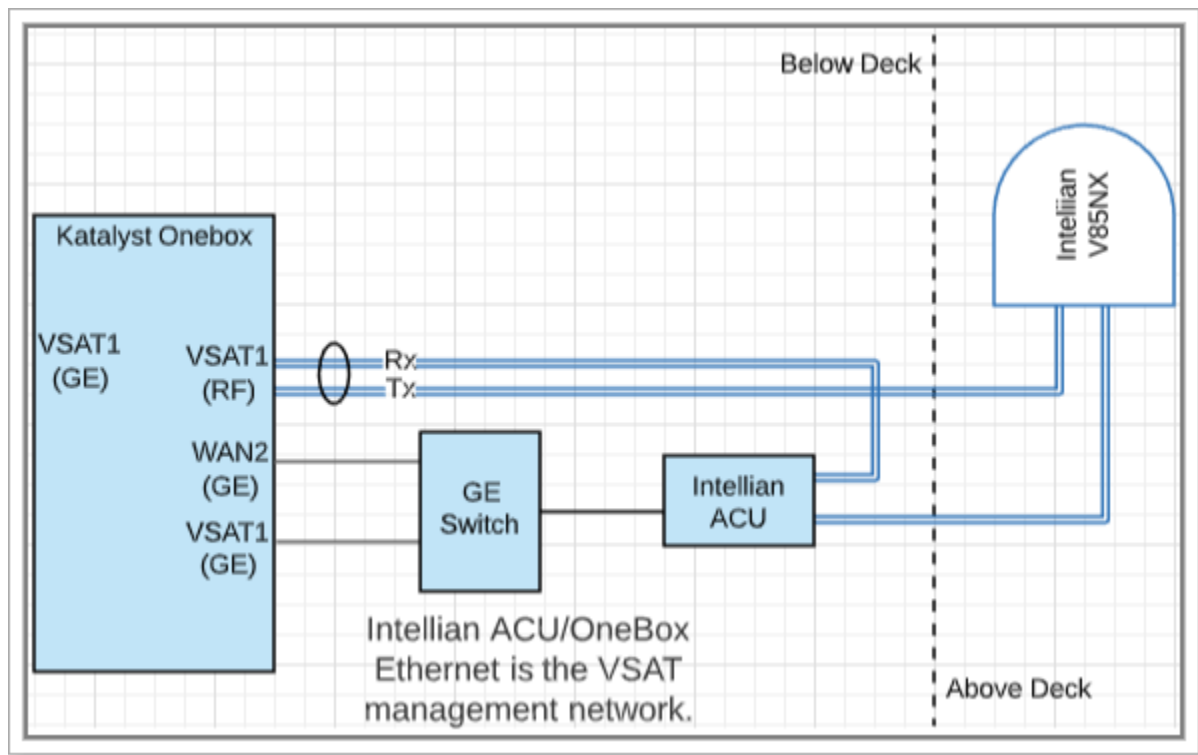 Below Deck
Inteliian
V85NX
Katalyst Onebox
VSAT1
(GE)
VSAT1
(RF)
Rx
Tx
WAN2
(GE)
VSAT1
(GE)
GE
Switch
Intellian
ACU
Intellian ACU/OneBox
Ethernet is the VSAT
management network.
Above Deck